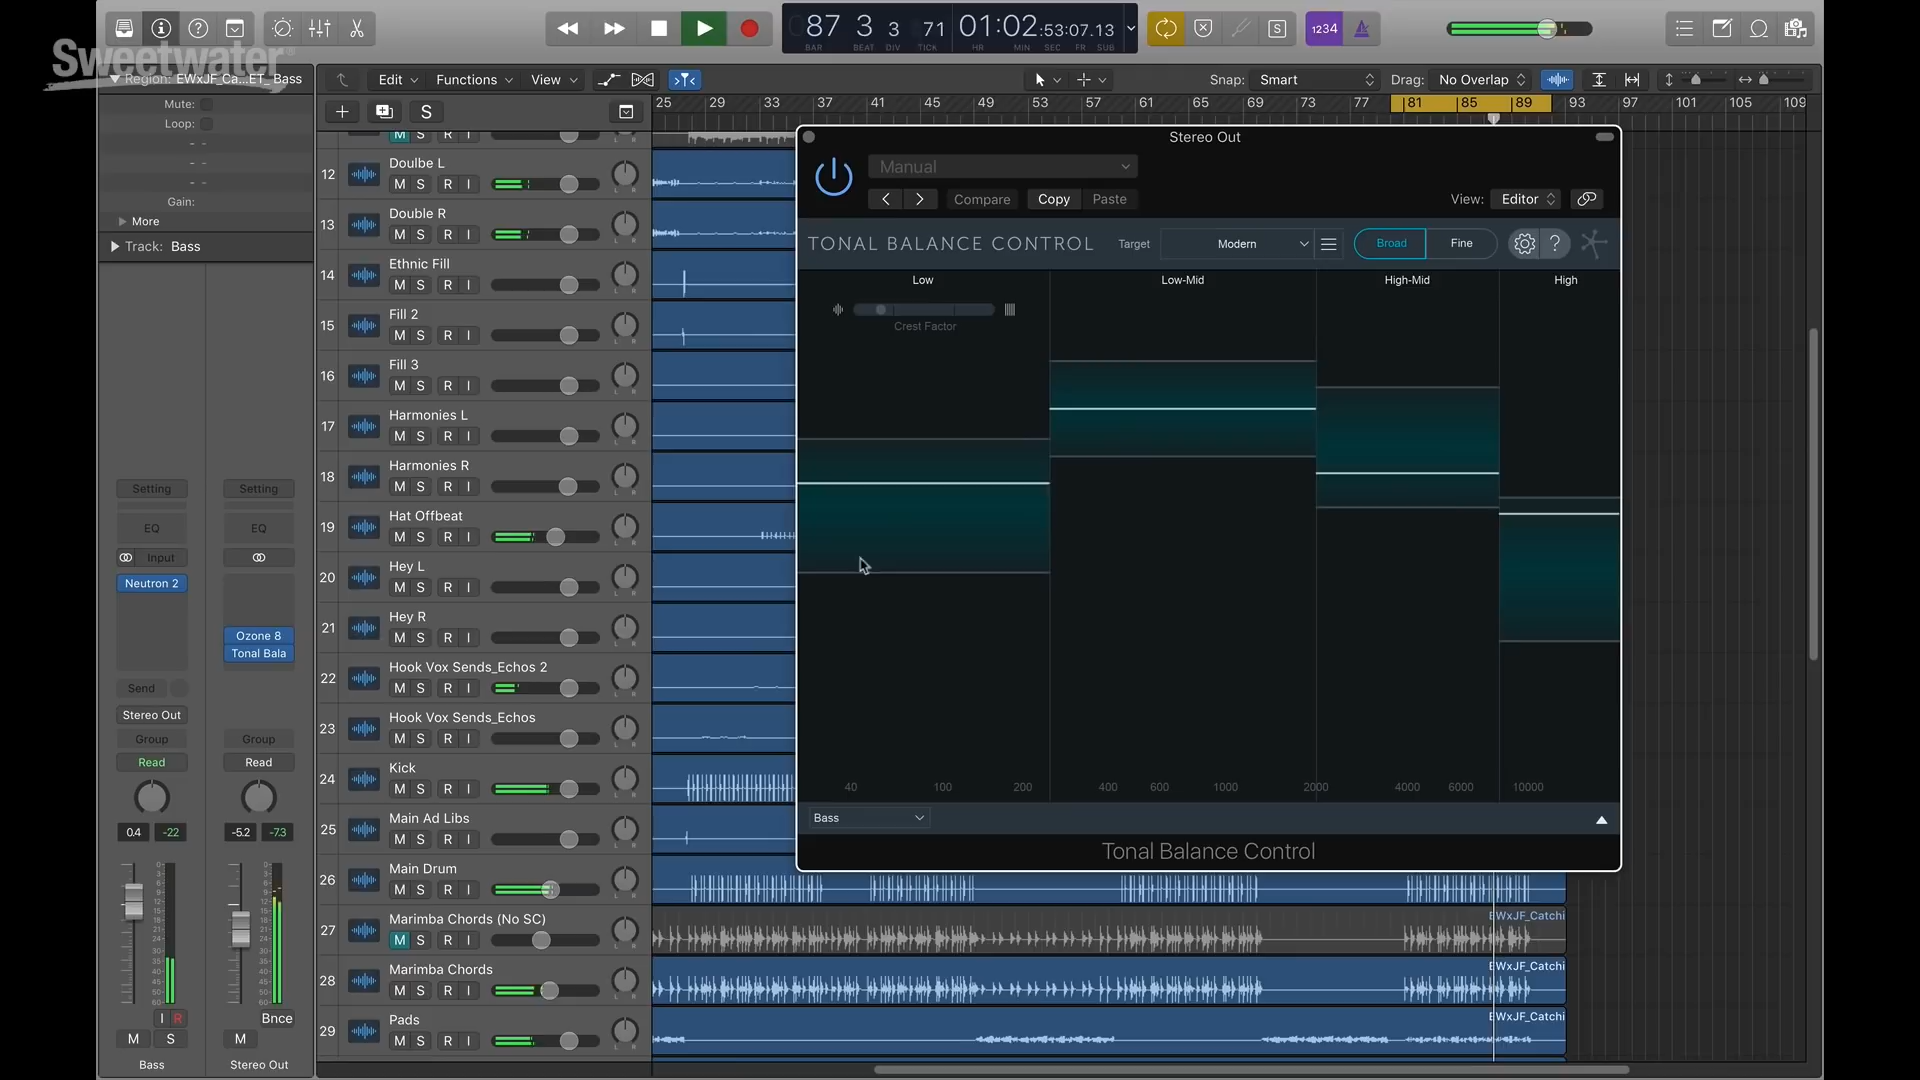 Sweetwater®
87 3 3 71
BAR BEAT DIV TICK
01:02:53:07.13
HR MIN SEC FR SUB
1234
S
Region: EWxJF_Ca...ET_ Bass
Mute:
Loop:
Gain:
More
Track: Bass
Edit Functions View
Snap: Smart
Drag: No Overlap
S
25 29 33 37 41 45 49 53 57 61 65 69 73 77 81 85 89 93 97 101 105 109
M S R I
12 Doulbe L
M S R I
13 Double R
M S R I
14 Ethnic Fill
M S R I
15 Fill 2
M S R I
16 Fill 3
M S R I
17 Harmonies L
M S R I
18 Harmonies R
M S R I
19 Hat Offbeat
M S R I
20 Hey L
M S R I
21 Hey R
M S R I
22 Hook Vox Sends_Echos 2
M S R I
23 Hook Vox Sends_Echos
M S R I
24 Kick
M S R I
25 Main Ad Libs
M S R I
26 Main Drum
M S R I
27 Marimba Chords (No SC)
M S R I
EWxJF_Catchi
28 Marimba Chords
M S R I
EWxJF_Catchi
29 Pads
M S R I
EWxJF_Catchi
Setting Setting
EQ EQ
Input
Neutron 2
Ozone 8
Tonal Bala
Send
Stereo Out
Group Group
Read Read
0.4 -22 -5.2 -7.3
I R
Bnce
M S M
Bass Stereo Out
Stereo Out
Manual
Compare Copy Paste
View: Editor
TONAL BALANCE CONTROL
Target Modern
Broad Fine
?
Low Low-Mid High-Mid High
Crest Factor
40 100 200 400 600 1000 2000 4000 6000 10000
Bass
Tonal Balance Control